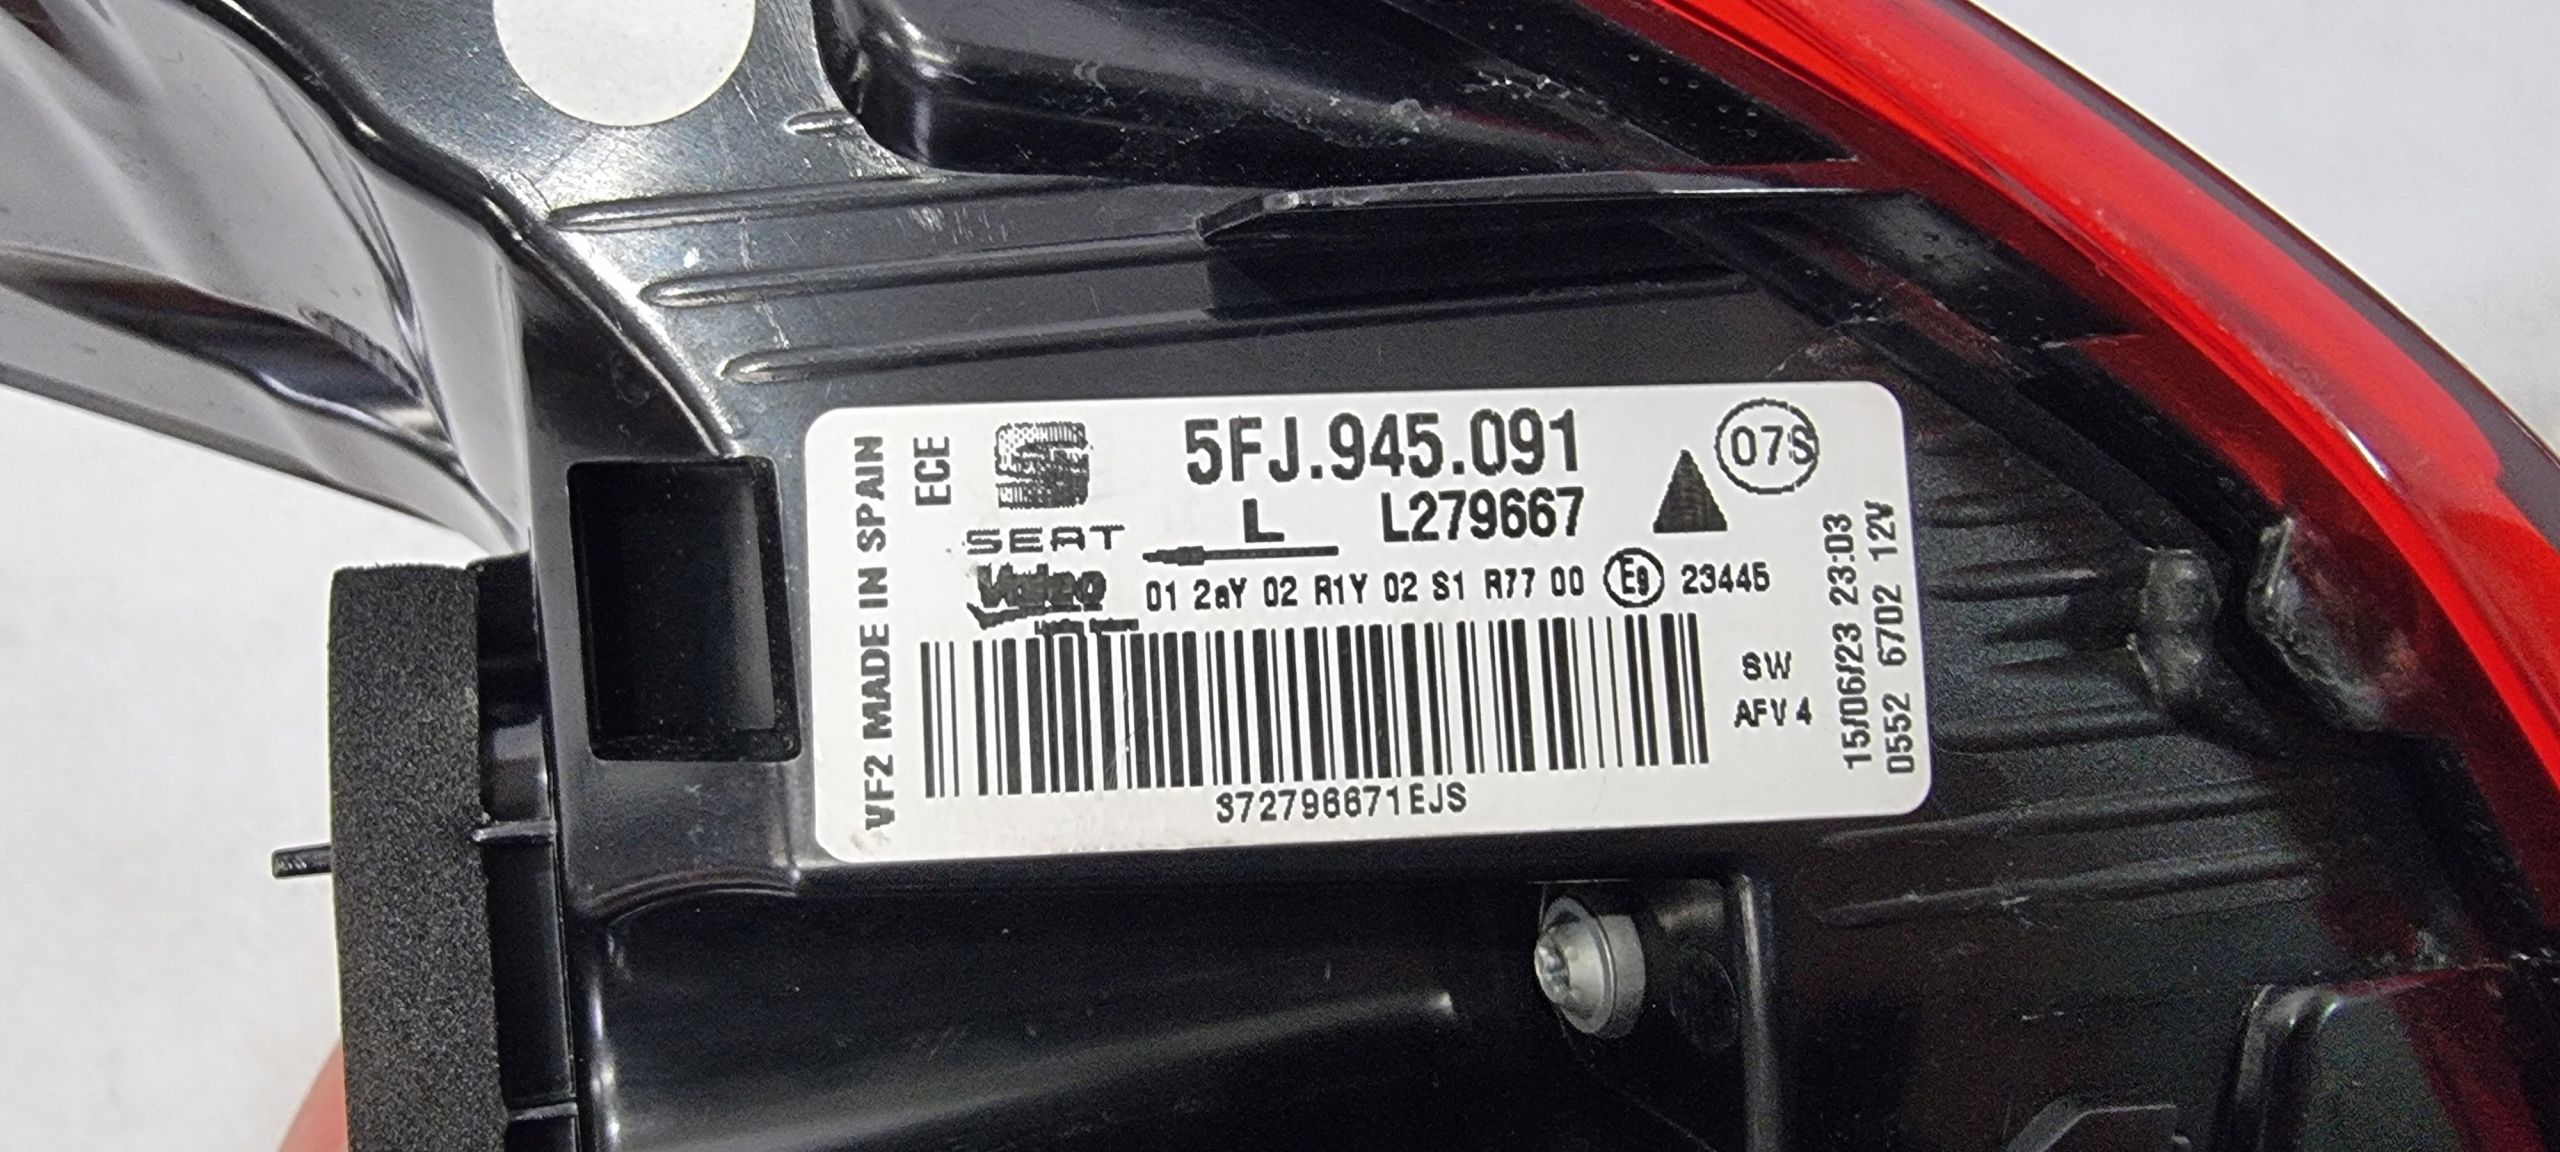 VF2 MADE IN SPAIN
ECE
5FJ.945.091
07S
L L279667
SEAT
Valeo
01 2aY 02 R1Y 02 S1 R77 00 E9 23445
SW
AFV 4
372796671EJS
15/06/23 23:03
0552 6702 12V